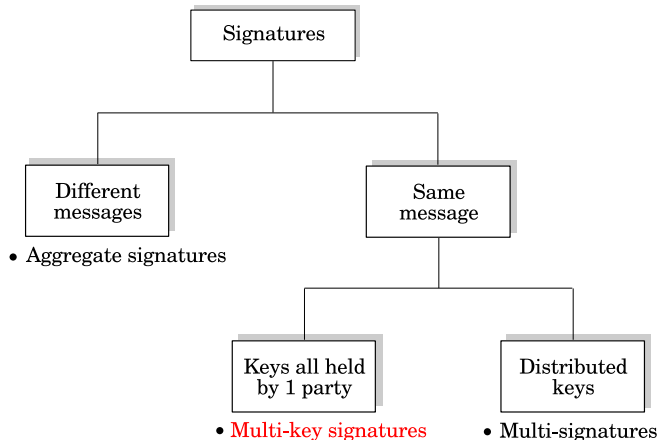 Signatures
Different
messages
Same
message
• Aggregate signatures
Keys all held
by 1 party
Distributed
keys
• Multi-key signatures
• Multi-signatures